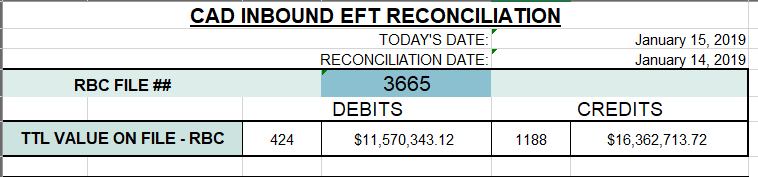 CAD INBOUND EFT RECONCILIATION
TODAY'S DATE: January 15, 2019
RECONCILIATION DATE: January 14, 2019
RBC FILE ## 3665
DEBITS CREDITS
TTL VALUE ON FILE - RBC 424 $11,570,343.12 1188 $16,362,713.72